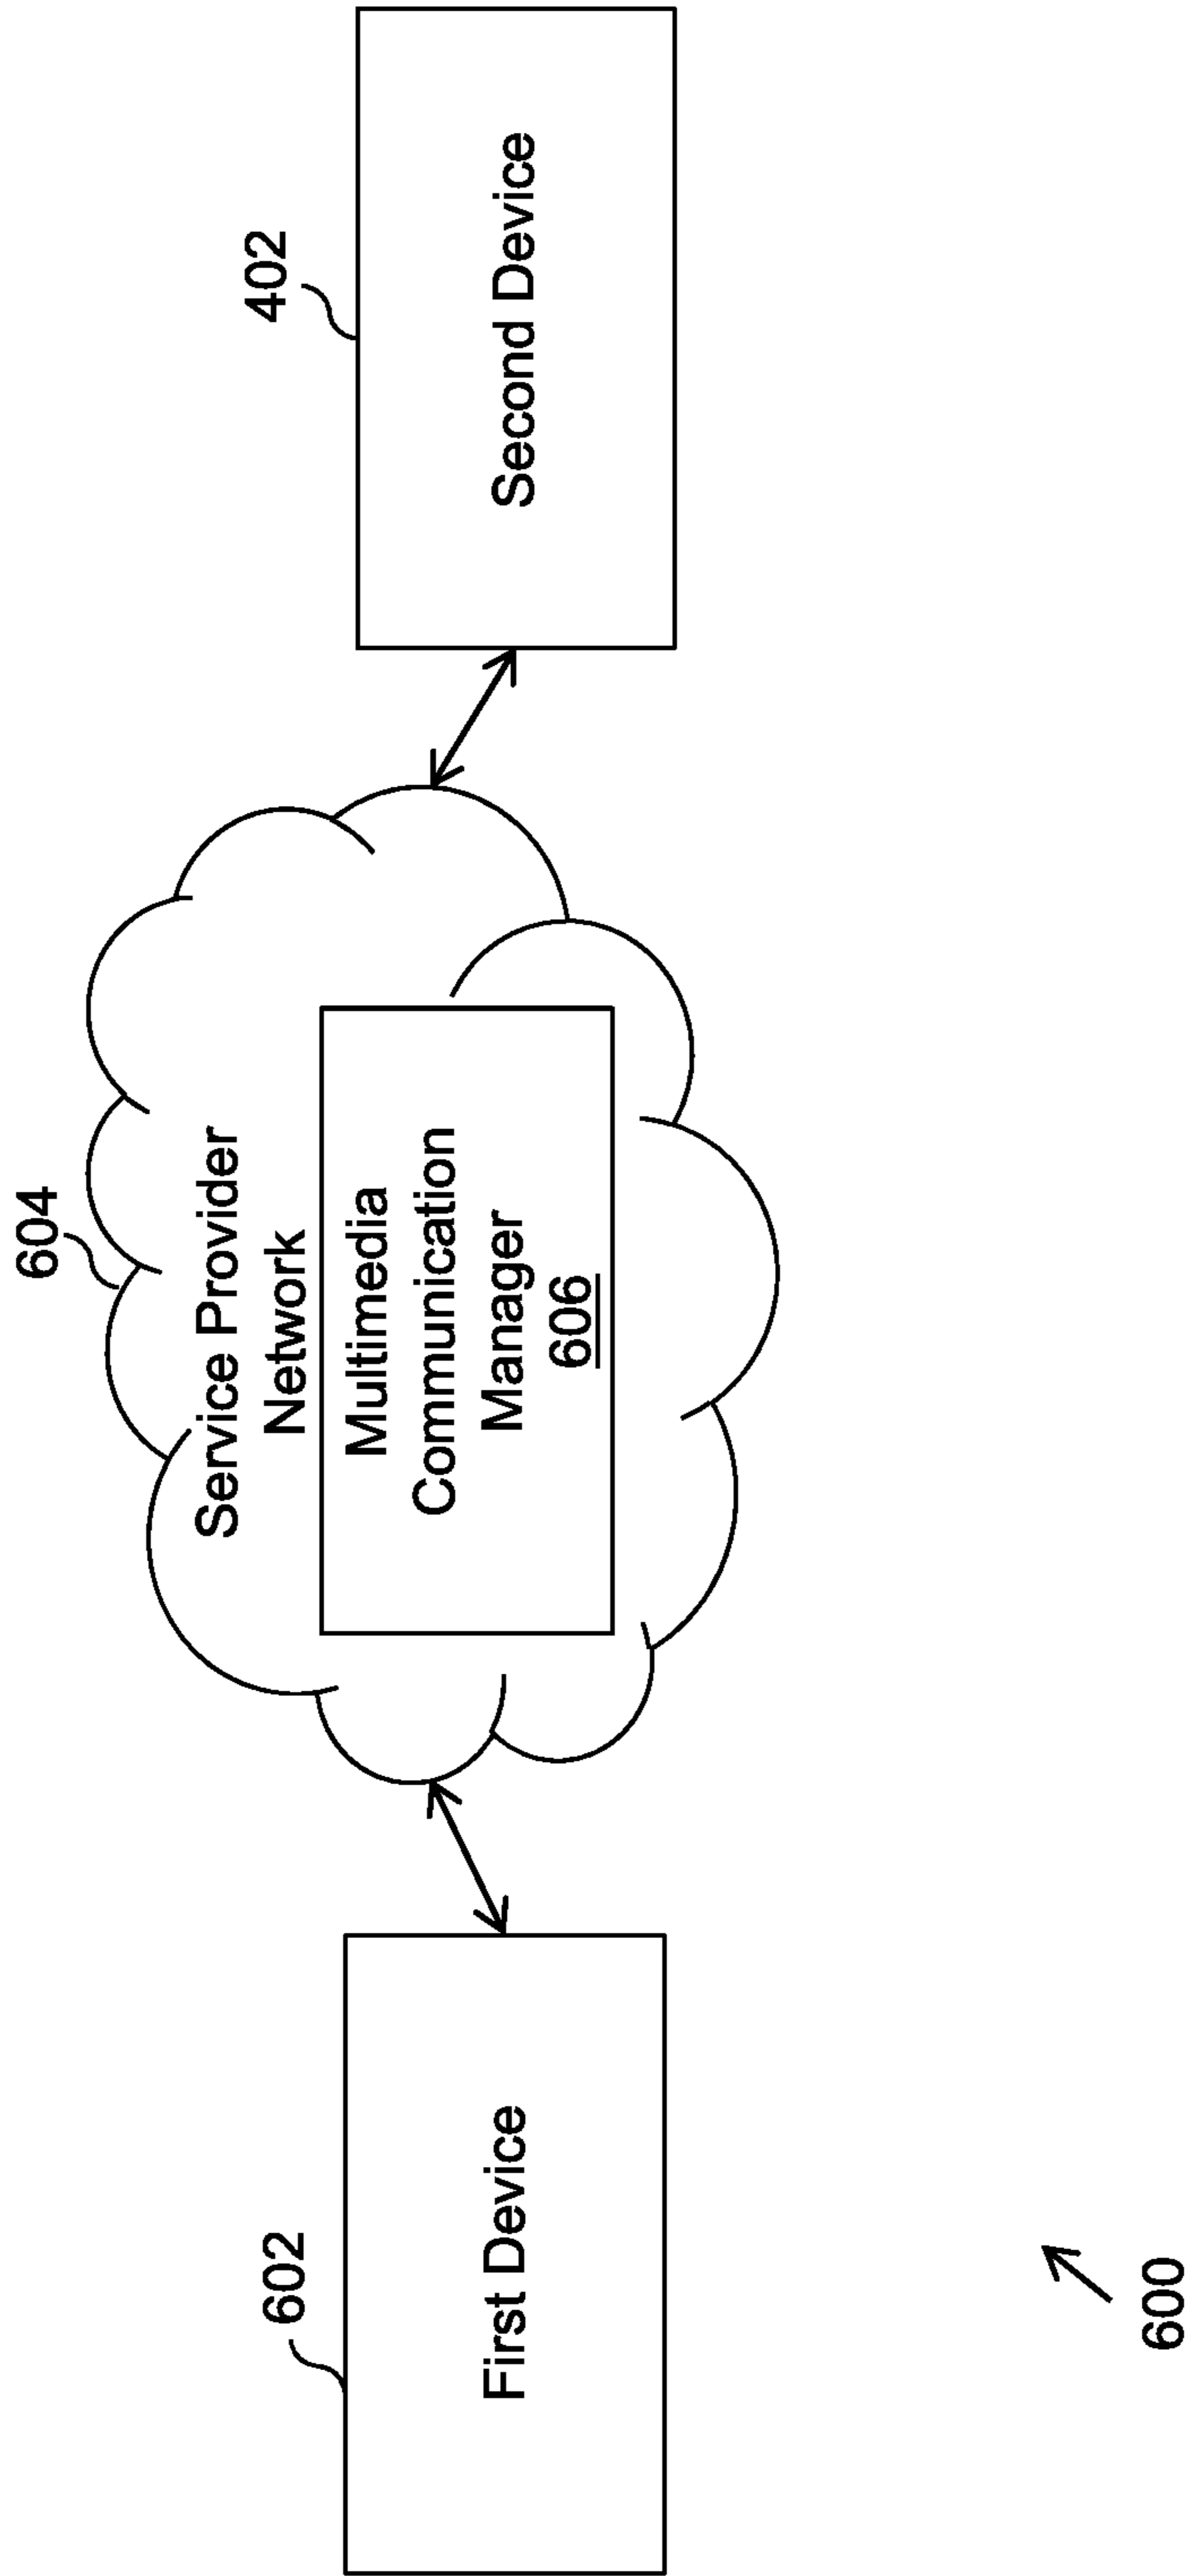 604
402
602
Service Provider
Network
Multimedia
Communication
Manager
606
First Device
Second Device
600